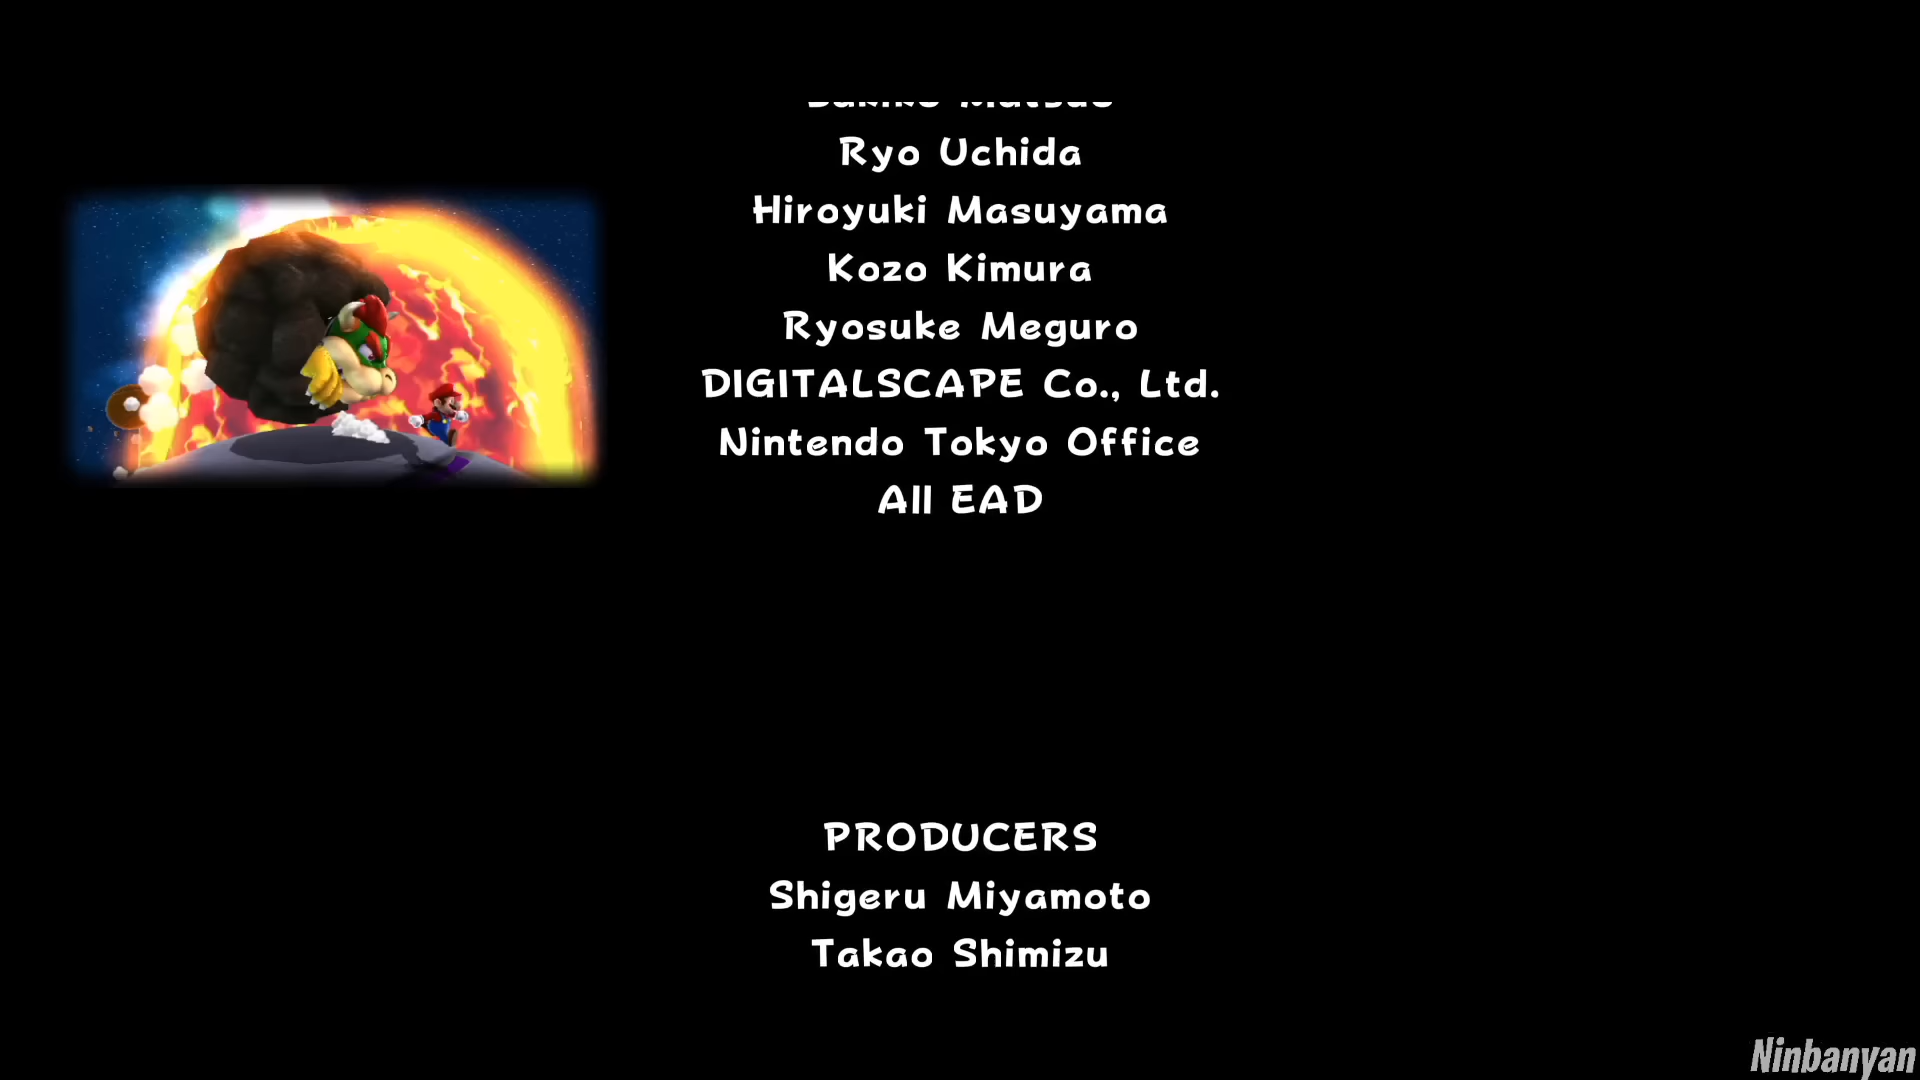 Ryo Uchida
Hiroyuki Masuyama
Kozo Kimura
Ryosuke Meguro
DIGITALSCAPE Co., Ltd.
Nintendo Tokyo Office
All EAD
PRODUCERS
Shigeru Miyamoto
Takao Shimizu
Ninbanyan